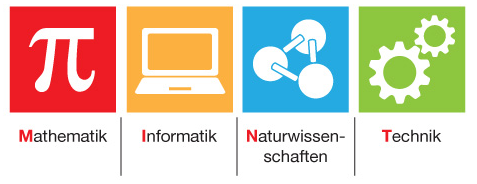 π
Mathematik
Informatik
Naturwissen-
schaften
Technik